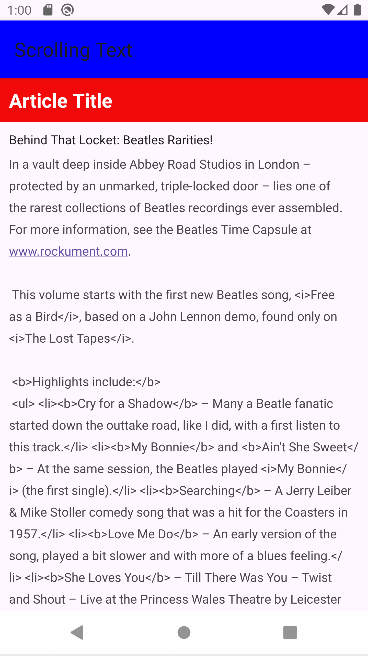 1:00
Scrolling Text
Article Title
Behind That Locket: Beatles Rarities!
In a vault deep inside Abbey Road Studios in London –
protected by an unmarked, triple-locked door – lies one of
the rarest collections of Beatles recordings ever assembled.
For more information, see the Beatles Time Capsule at
www.rockument.com.
This volume starts with the first new Beatles song, <i>Free
as a Bird</i>, based on a John Lennon demo, found only on
<i>The Lost Tapes</i>.
<b>Highlights include:</b>
<ul> <li><b>Cry for a Shadow</b> – Many a Beatle fanatic
started down the outtake road, like I did, with a first listen to
this track.</li> <li><b>My Bonnie</b> and <b>Ain't She Sweet</
b> – At the same session, the Beatles played <i>My Bonnie</
i> (the first single).</li> <li><b>Searching</b> – A Jerry Leiber
& Mike Stoller comedy song that was a hit for the Coasters in
1957.</li> <li><b>Love Me Do</b> – An early version of the
song, played a bit slower and with more of a blues feeling.</
li> <li><b>She Loves You</b> – Till There Was You – Twist
and Shout – Live at the Princess Wales Theatre by Leicester